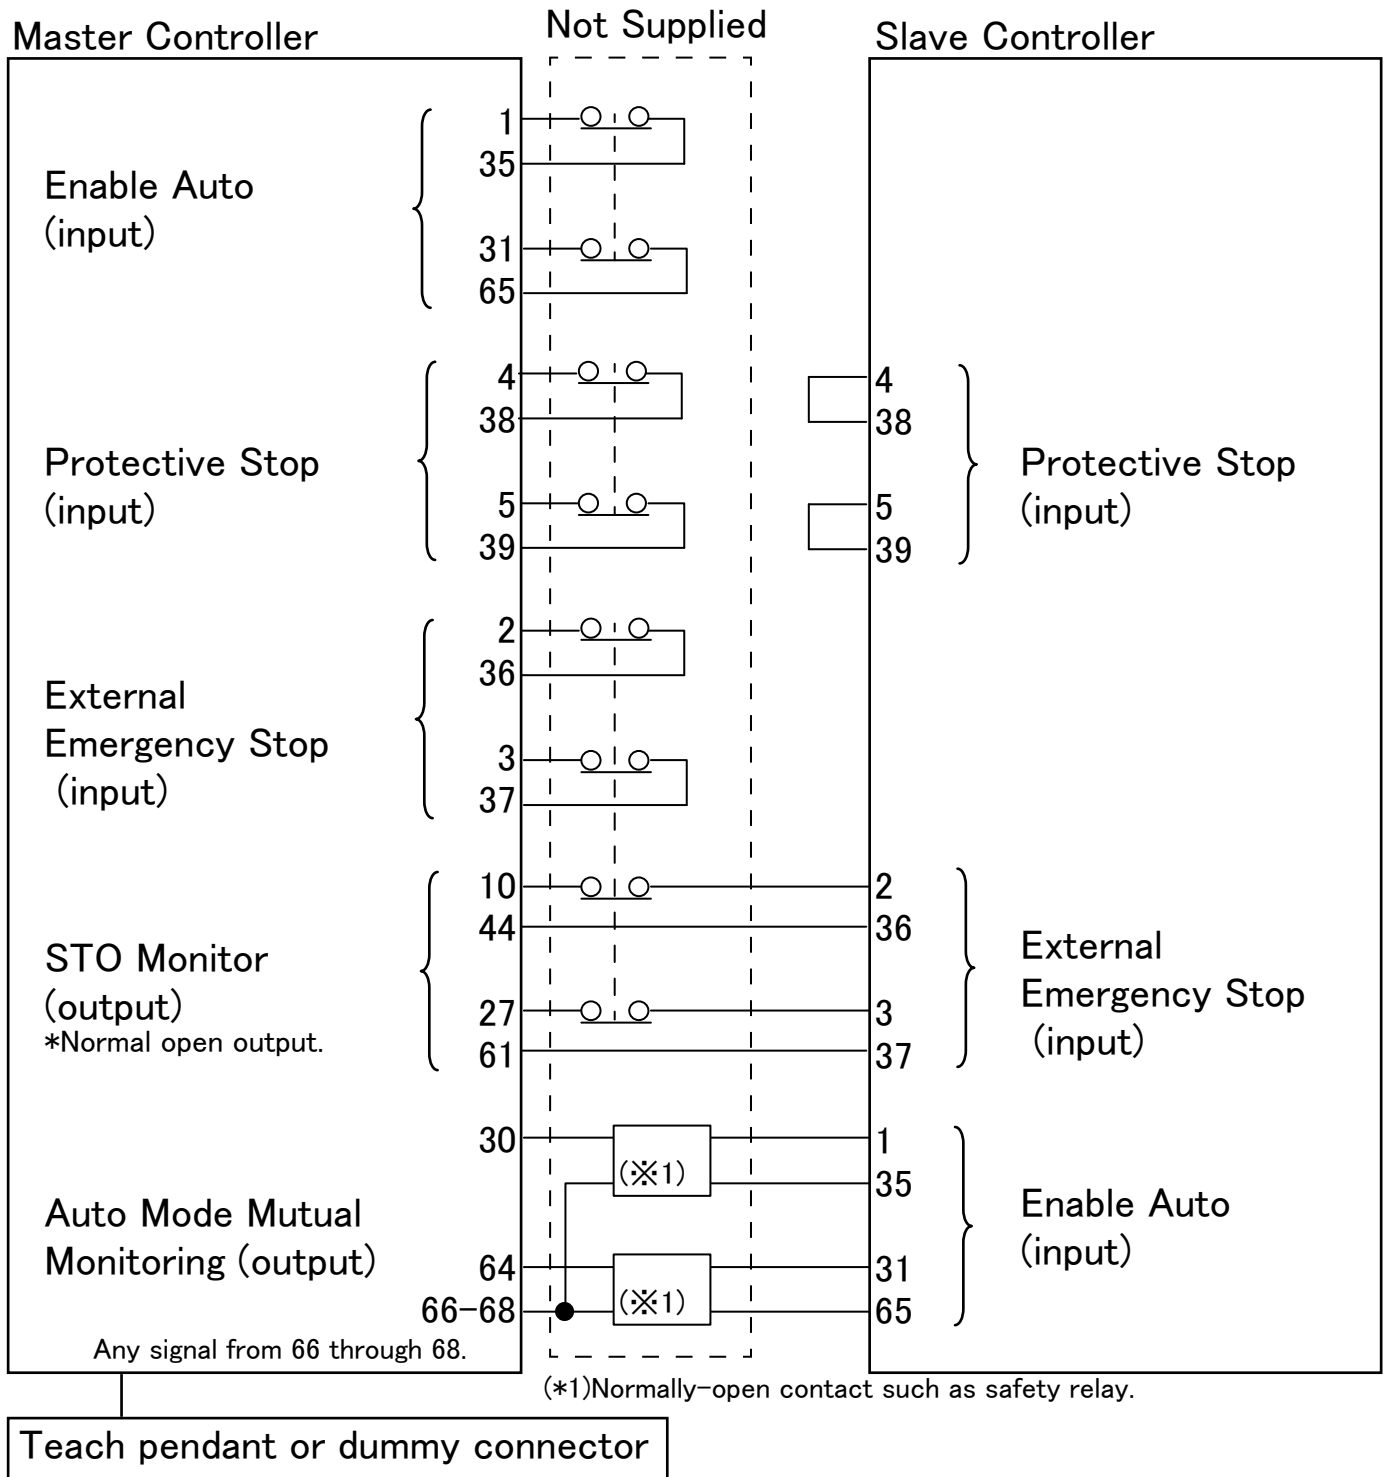 Not Supplied
Master Controller
Slave Controller
Enable Auto
(input)
1
35
31
65
Protective Stop
(input)
4
38
5
39
4
38
5
39
Protective Stop
(input)
External
Emergency Stop
(input)
2
36
3
37
STO Monitor
(output)
*Normal open output.
10
44
27
61
2
36
3
37
External
Emergency Stop
(input)
Auto Mode Mutual
Monitoring (output)
30
64
66-68
Any signal from 66 through 68.
(※1)
(※1)
1
35
31
65
Enable Auto
(input)
(*1)Normally-open contact such as safety relay.
Teach pendant or dummy connector